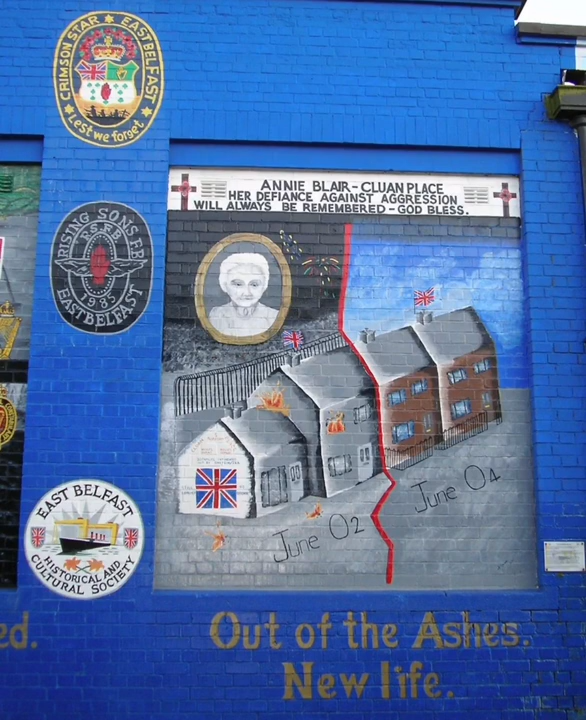 CRIMSON STAR ★ EAST BELFAST
Lest we forget
ANNIE BLAIR - CLUAN PLACE
HER DEFIANCE AGAINST AGGRESSION
WILL ALWAYS BE REMEMBERED - GOD BLESS.
RISING SONS F.B
E.S.F.B
1983
EAST BELFAST
June 02
June 04
EAST BELFAST
HISTORICAL AND
CULTURAL SOCIETY
ed.
Out of the Ashes.
New life.